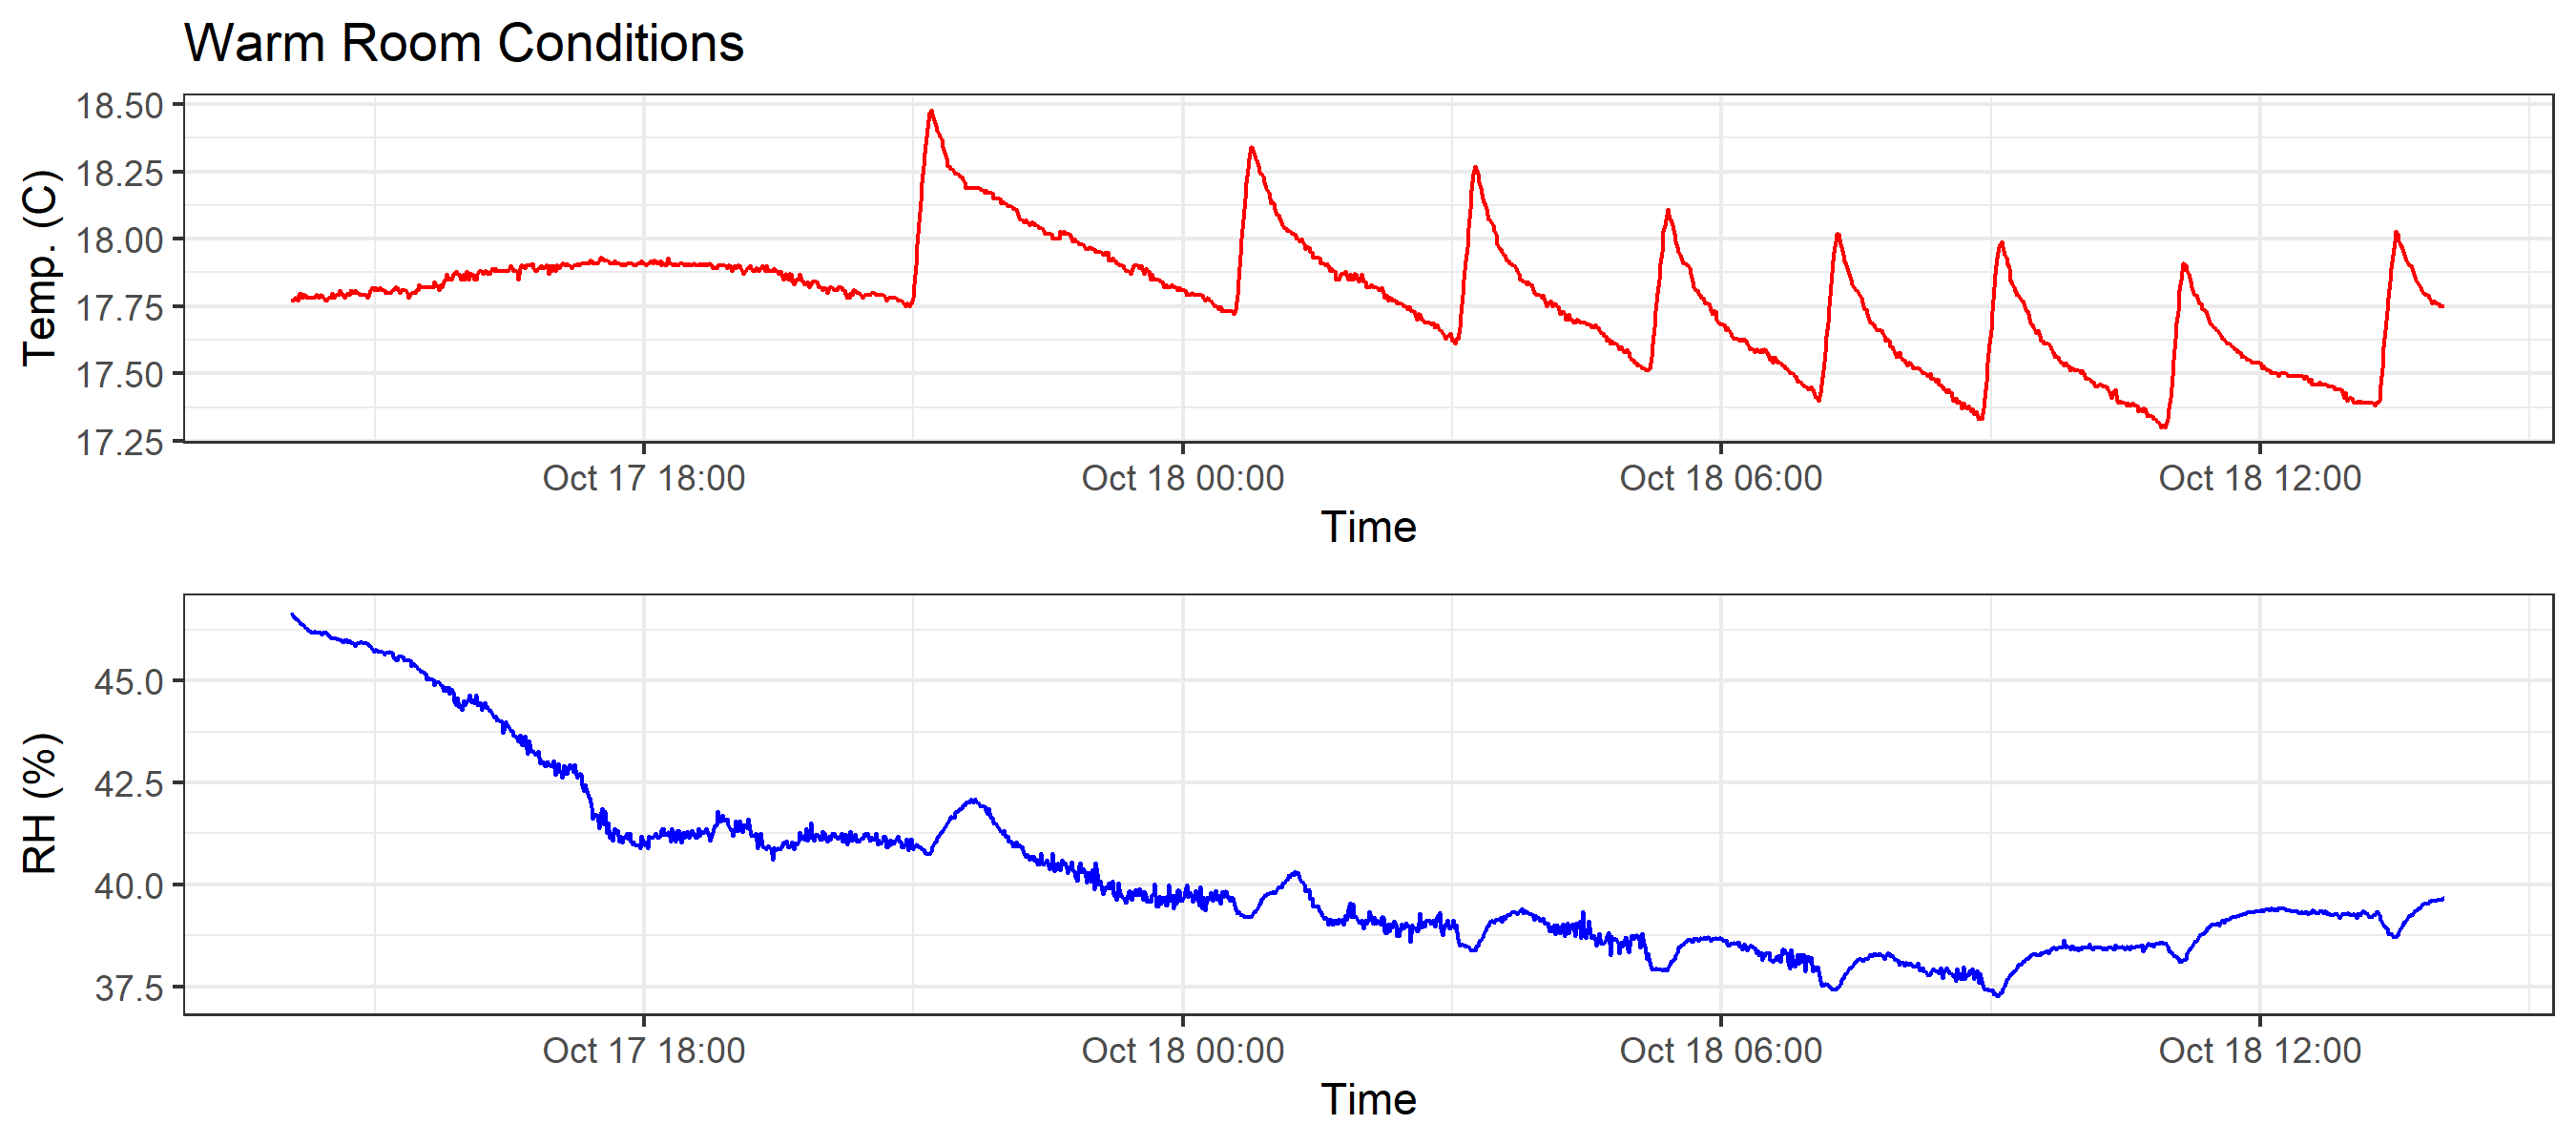 Warm Room Conditions
Temp. (C)
18.50
18.25
18.00
17.75
17.50
17.25
Oct 17 18:00 Oct 18 00:00 Oct 18 06:00 Oct 18 12:00
Time
RH (%)
45.0
42.5
40.0
37.5
Oct 17 18:00 Oct 18 00:00 Oct 18 06:00 Oct 18 12:00
Time